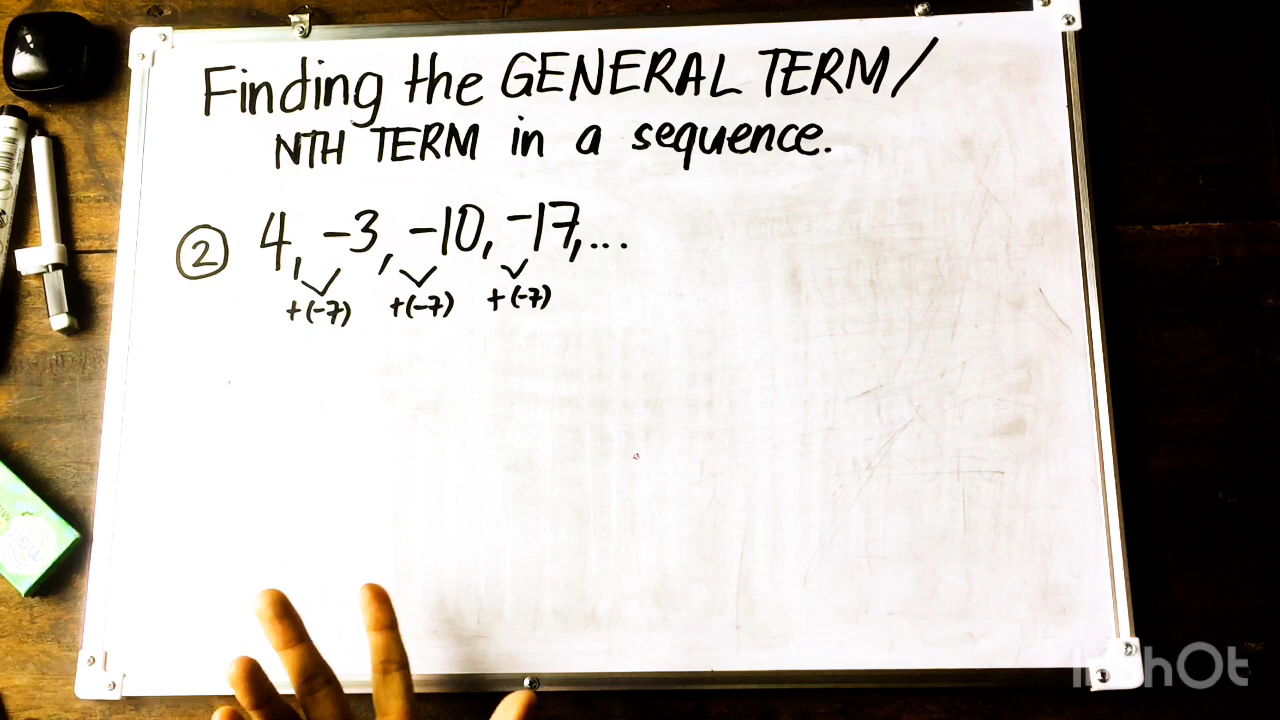 Finding the GENERAL TERM/
NTH TERM in a sequence.
② 4, -3, -10, -17, ...
+(-7) +(-7) +(-7)
InShOt